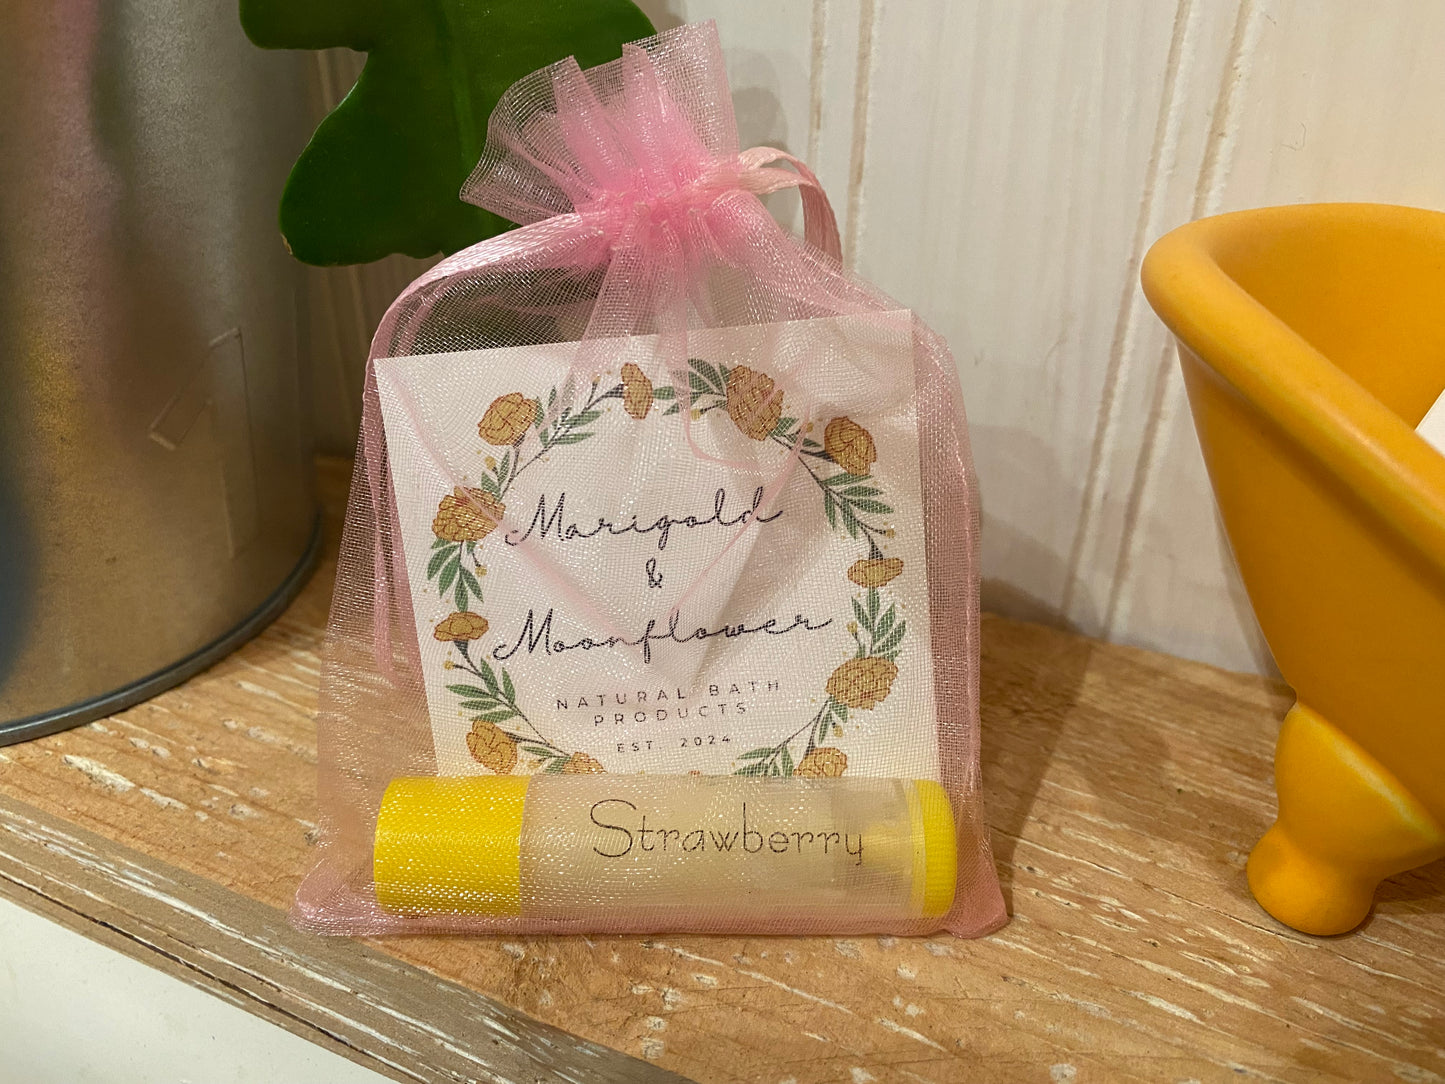 Marigold
&
Moonflower
NATURAL BATH
PRODUCTS
EST. 2024
Strawberry